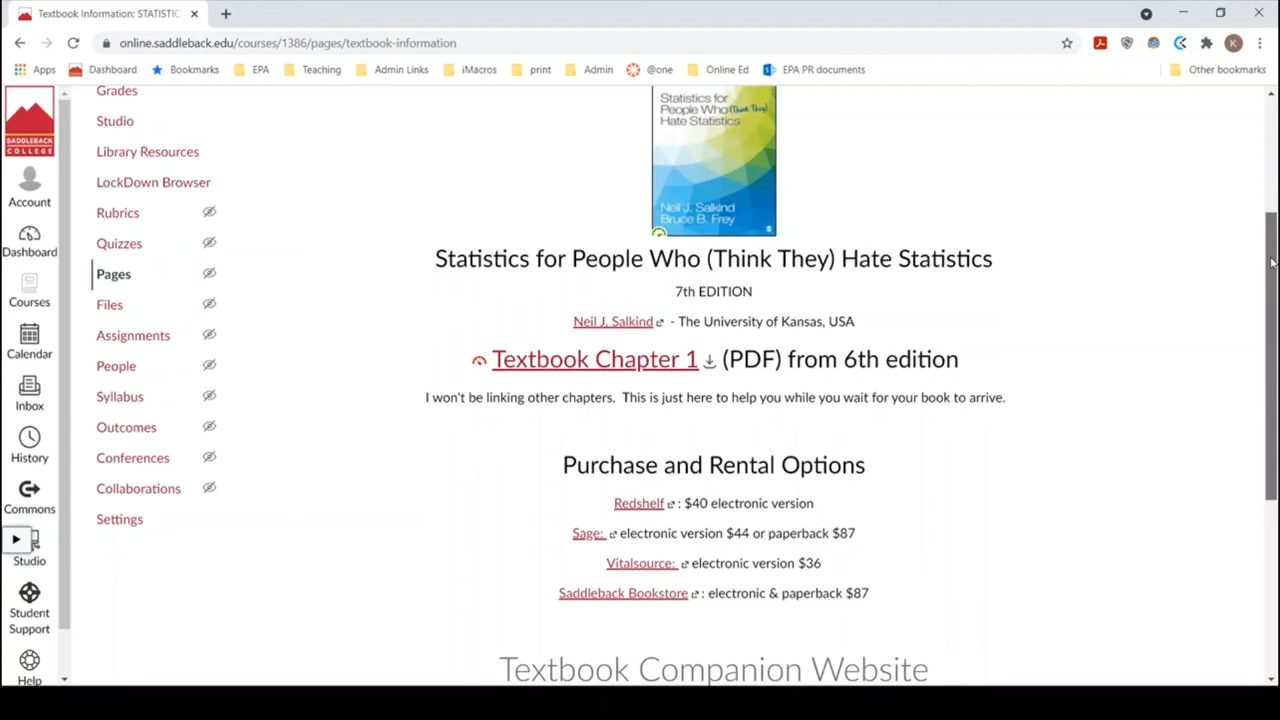 Textbook Information: STATISTIC
online.saddleback.edu/courses/1386/pages/textbook-information
K
Apps Dashboard Bookmarks EPA Teaching Admin Links iMacros print Admin @one Online Ed EPA PR documents Other bookmarks
SADDLEBACK
COLLEGE
Account
Dashboard
Courses
Calendar
Inbox
History
Commons
Studio
Student
Support
Help
Grades
Studio
Library Resources
LockDown Browser
Rubrics
Quizzes
Pages
Files
Assignments
People
Syllabus
Outcomes
Conferences
Collaborations
Settings
Statistics for
People Who (Think They)
Hate Statistics
Neil J. Salkind
Bruce B. Frey
Statistics for People Who (Think They) Hate Statistics
7th EDITION
Neil J. Salkind - The University of Kansas, USA
Textbook Chapter 1 (PDF) from 6th edition
I won't be linking other chapters. This is just here to help you while you wait for your book to arrive.
Purchase and Rental Options
Redshelf : $40 electronic version
Sage: electronic version $44 or paperback $87
Vitalsource: electronic version $36
Saddleback Bookstore : electronic & paperback $87
Textbook Companion Website